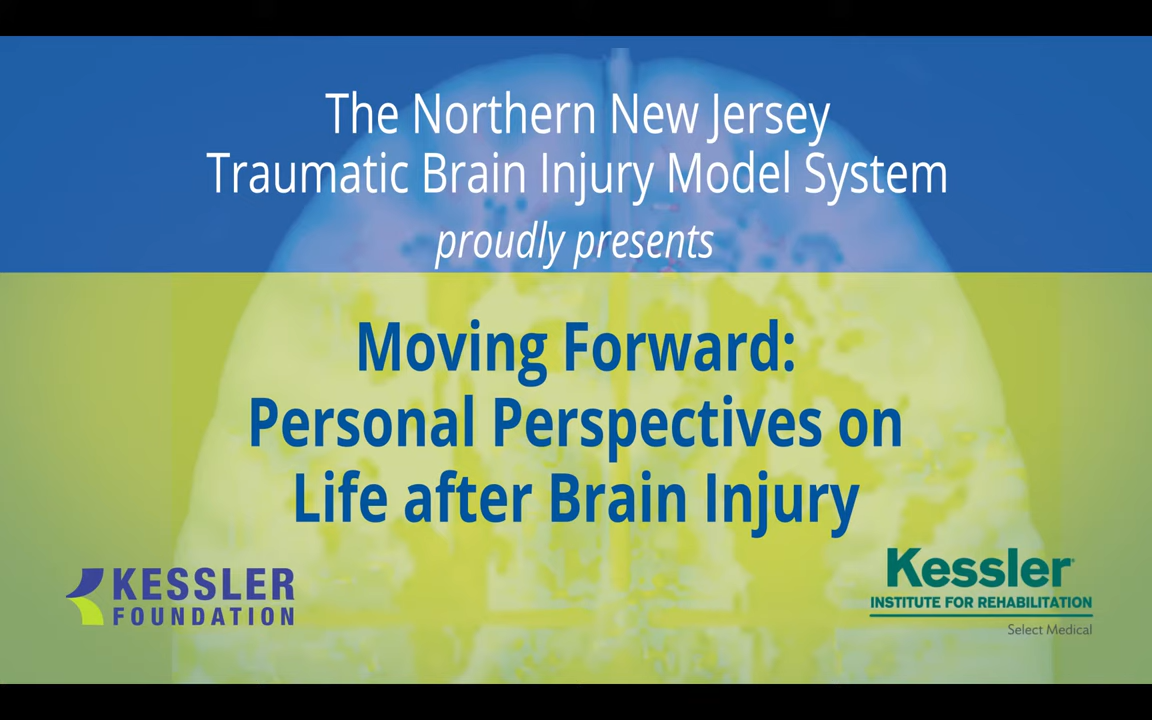 The Northern New Jersey
Traumatic Brain Injury Model System
proudly presents
Moving Forward:
Personal Perspectives on
Life after Brain Injury
KESSLER
FOUNDATION
Kessler
INSTITUTE FOR REHABILITATION
Select Medical